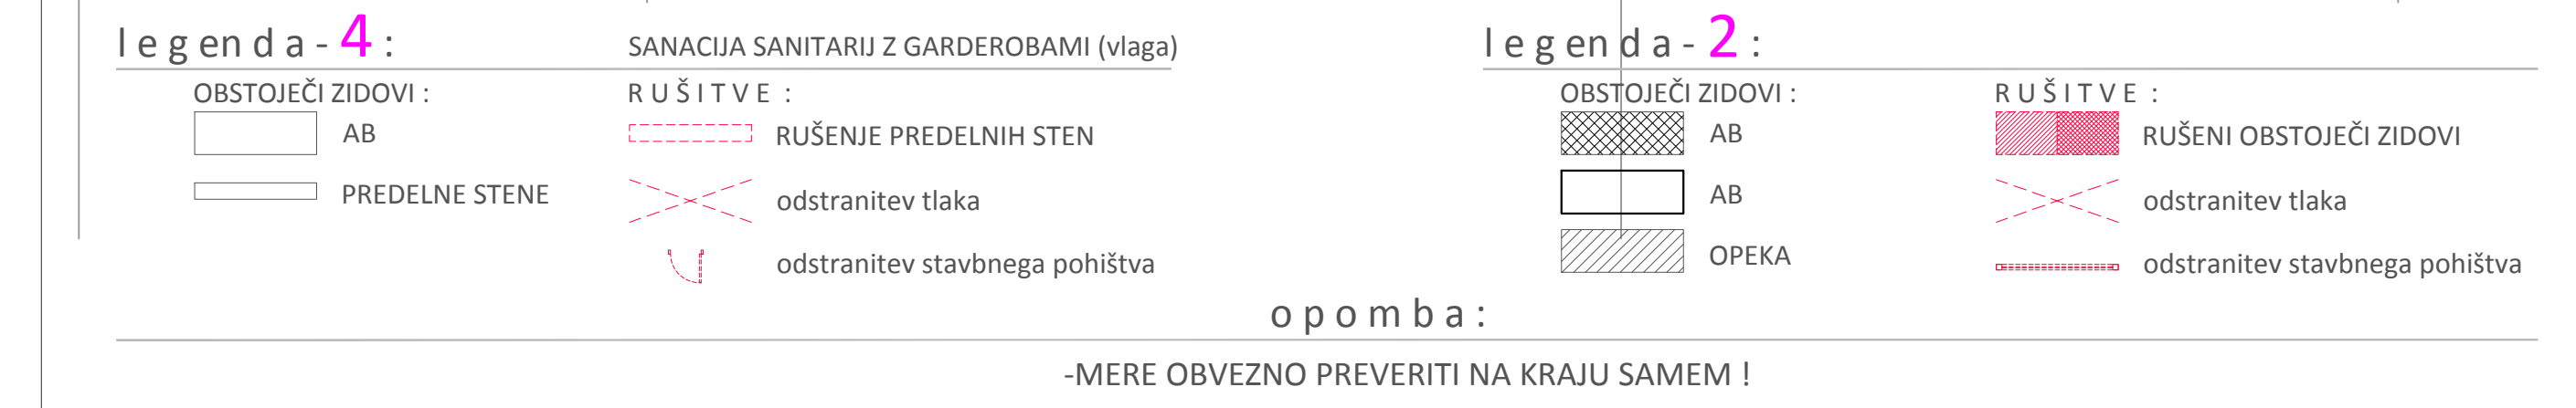 legenda-4: SANACIJA SANITARIJ Z GARDEROBAMI (vlaga)
OBSTOJEČI ZIDOVI : RUŠITVE :
AB RUŠENJE PREDELNIH STEN
PREDELNE STENE odstranitev tlaka
odstranitev stavbnega pohištva
legenda-2:
OBSTOJEČI ZIDOVI : RUŠITVE :
AB RUŠENI OBSTOJEČI ZIDOVI
AB odstranitev tlaka
OPEKA odstranitev stavbnega pohištva
opomba:
-MERE OBVEZNO PREVERITI NA KRAJU SAMEM !